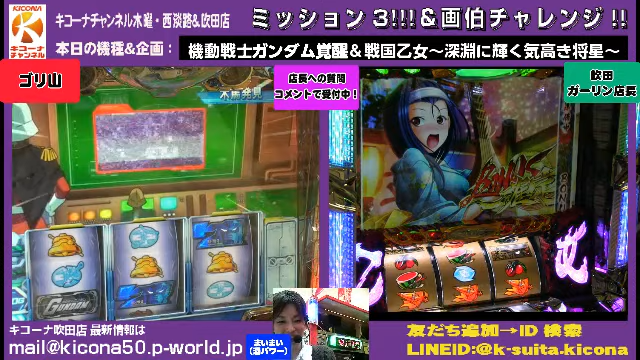 KICONA
キコーナ
チャンネル
キコーナチャンネル水曜・西淡路&吹田店
ミッション3!!!&画伯チャレンジ!!
本日の機種&企画：
機動戦士ガンダム覚醒&戦国乙女～深淵に輝く気高き将星～
ゴリ山
店長への質問
コメントで受付中！
吹田
ガーリン店長
GUNDAM
キコーナ吹田店 最新情報は
mail@kicona50.p-world.jp
まいまい
友だち追加→ID 検索
LINEID:@k-suita.kicona